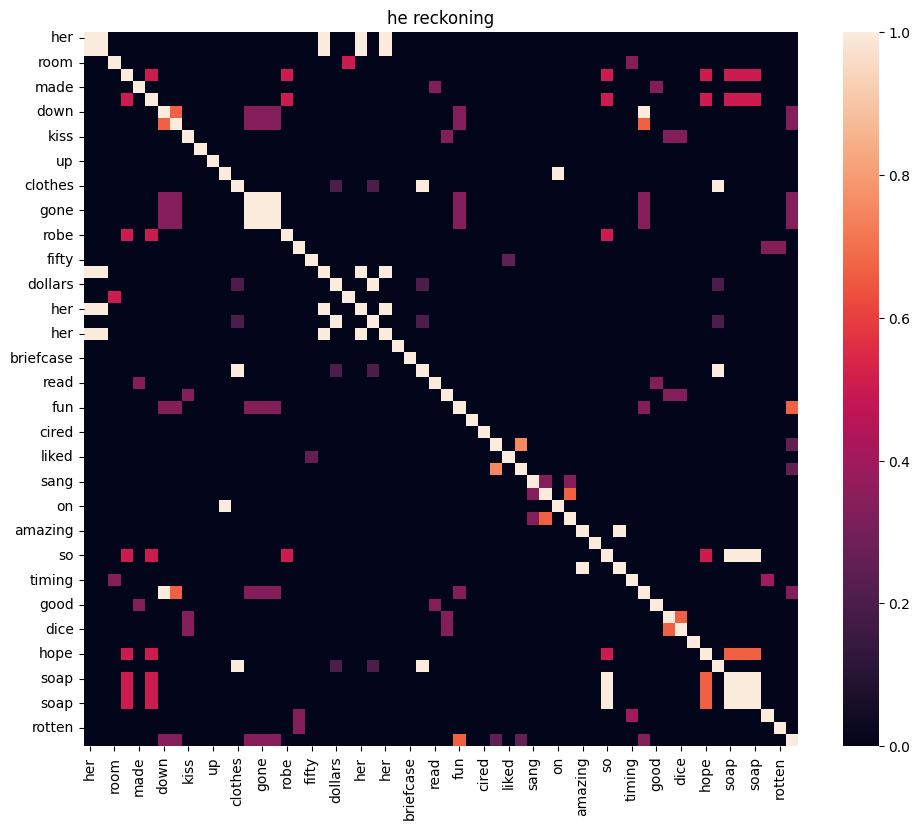 he reckoning
her
room
made
down
kiss
up
clothes
gone
robe
fifty
dollars
her
her
briefcase
read
fun
cired
liked
sang
on
amazing
so
timing
good
dice
hope
soap
soap
rotten
her room made down kiss up clothes gone robe fifty dollars her her briefcase read fun cired liked sang on amazing so timing good dice hope soap soap rotten
1.0
0.8
0.6
0.4
0.2
0.0